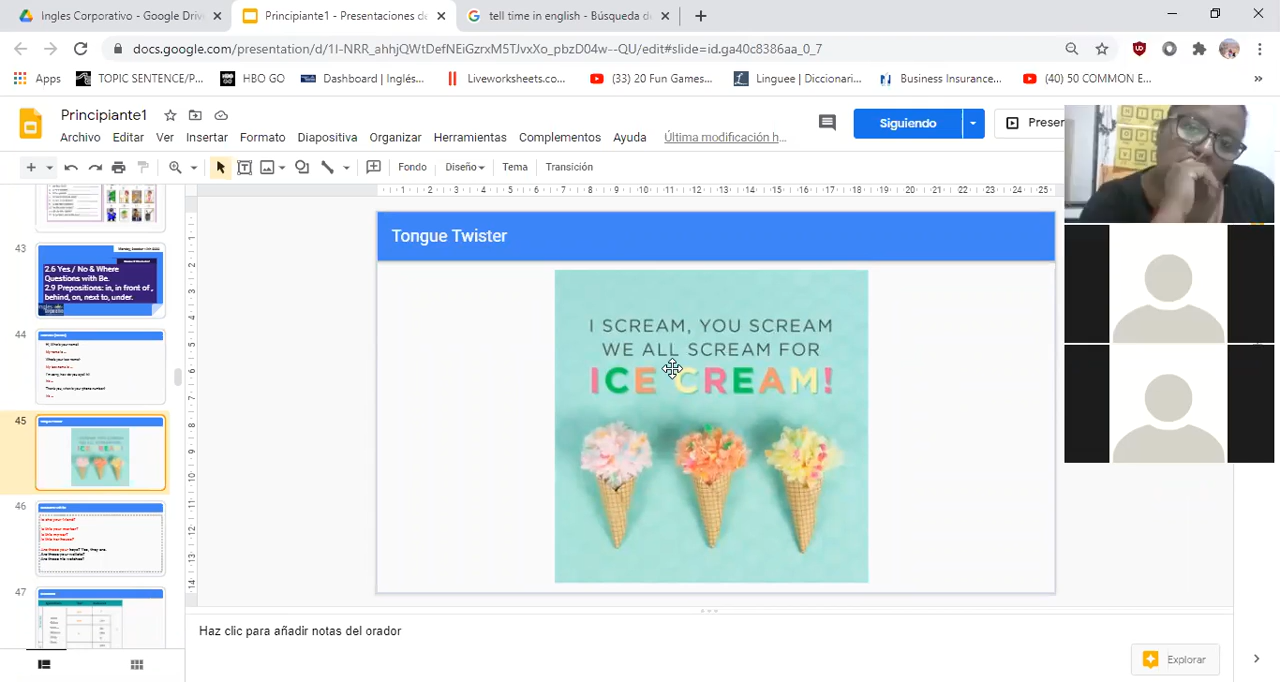 Ingles Corporativo - Google Driv
Principiante1 - Presentaciones de
tell time in english - Búsqueda d
docs.google.com/presentation/d/1I-NRR_ahhjQWtDefNEiGzrxM5TJvxXo_pbzD04w--QU/edit#slide=id.ga40c8386aa_0_7
Apps
TOPIC SENTENCE/P...
HBO GO
Dashboard | Inglés...
Liveworksheets.co...
(33) 20 Fun Games...
Linguee | Diccionari...
Business Insurance...
(40) 50 COMMON E...
»
Principiante1
Archivo Editar Ver Insertar Formato Diapositiva Organizar Herramientas Complementos Ayuda Última modificación h...
Siguiendo
Presen
Fondo Diseño Tema Transición
43
2.6 Yes / No & Where
Questions with Be.
2.9 Prepositions: in, in front of ,
behind, on, next to, under.
44
45
46
47
Tongue Twister
I SCREAM, YOU SCREAM
WE ALL SCREAM FOR
ICE CREAM!
Haz clic para añadir notas del orador
Explorar